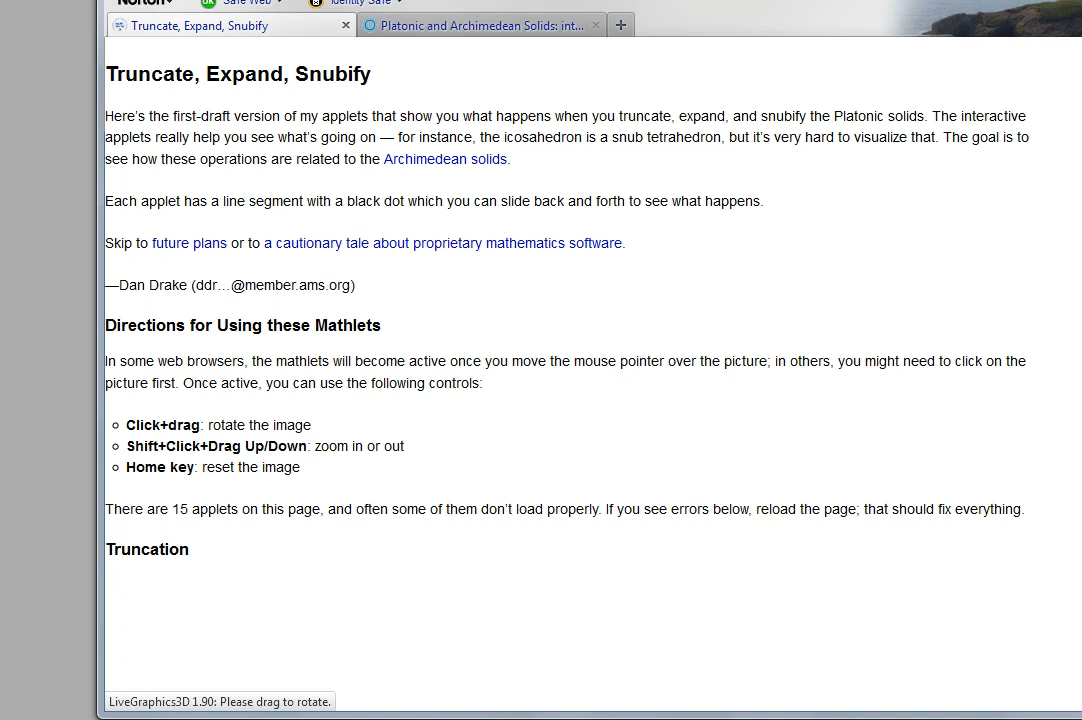 Norton
Safe Web
Identity Safe
Truncate, Expand, Snubify
Platonic and Archimedean Solids: int...
Truncate, Expand, Snubify
Here's the first-draft version of my applets that show you what happens when you truncate, expand, and snubify the Platonic solids. The interactive
applets really help you see what's going on — for instance, the icosahedron is a snub tetrahedron, but it's very hard to visualize that. The goal is to
see how these operations are related to the Archimedean solids.
Each applet has a line segment with a black dot which you can slide back and forth to see what happens.
Skip to future plans or to a cautionary tale about proprietary mathematics software.
—Dan Drake (ddr…@member.ams.org)
Directions for Using these Mathlets
In some web browsers, the mathlets will become active once you move the mouse pointer over the picture; in others, you might need to click on the
picture first. Once active, you can use the following controls:
Click+drag: rotate the image
Shift+Click+Drag Up/Down: zoom in or out
Home key: reset the image
There are 15 applets on this page, and often some of them don't load properly. If you see errors below, reload the page; that should fix everything.
Truncation
LiveGraphics3D 1.90: Please drag to rotate.